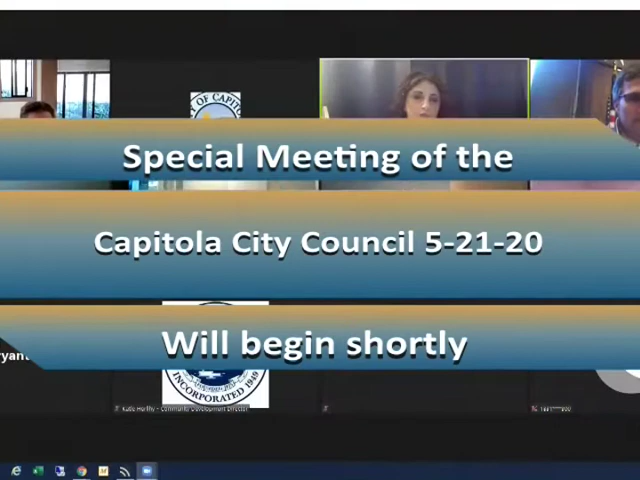 Special Meeting of the
Capitola City Council 5-21-20
Will begin shortly
INCORPORATED 1949
Katie Herlihy - Community Development Director